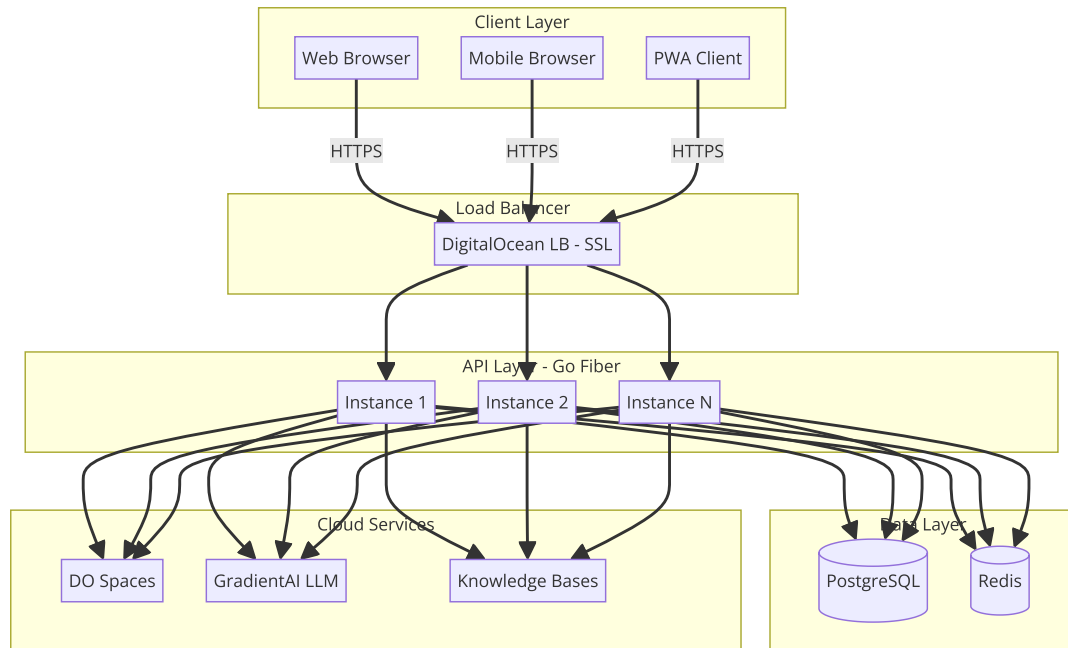 Client Layer
Web Browser
Mobile Browser
PWA Client
HTTPS
HTTPS
HTTPS
Load Balancer
DigitalOcean LB - SSL
API Layer - Go Fiber
Instance 1
Instance 2
Instance N
Cloud Services
Data Layer
DO Spaces
GradientAI LLM
Knowledge Bases
PostgreSQL
Redis